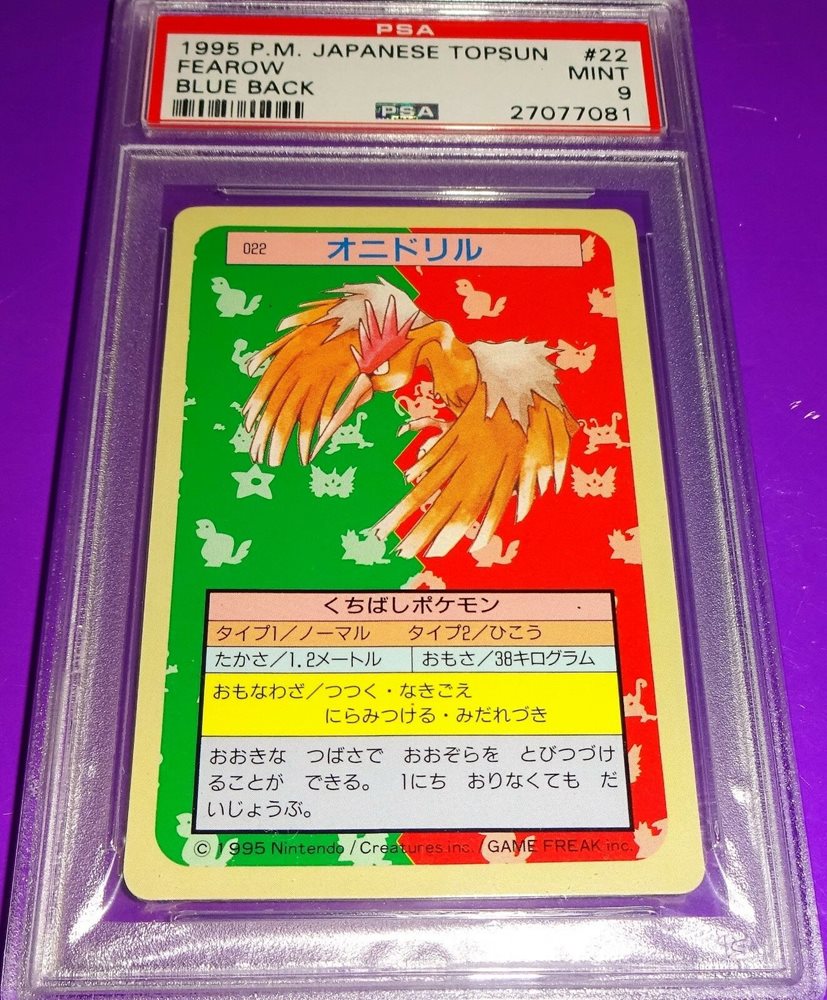 PSA
1995 P.M. JAPANESE TOPSUN #22
FEAROW MINT
BLUE BACK 9
PSA 27077081
022 オニドリル
くちばしポケモン
タイプ1/ノーマル タイプ2/ひこう
たかさ/1.2メートル おもさ/38キログラム
おもなわざ/つつく・なきごえ
にらみつける・みだれづき
おおきな つばさで おおぞらを とびつづけ
ることが できる。 1にち おりなくても だ
いじょうぶ。
© 1995 Nintendo / Creatures inc. / GAME FREAK inc.